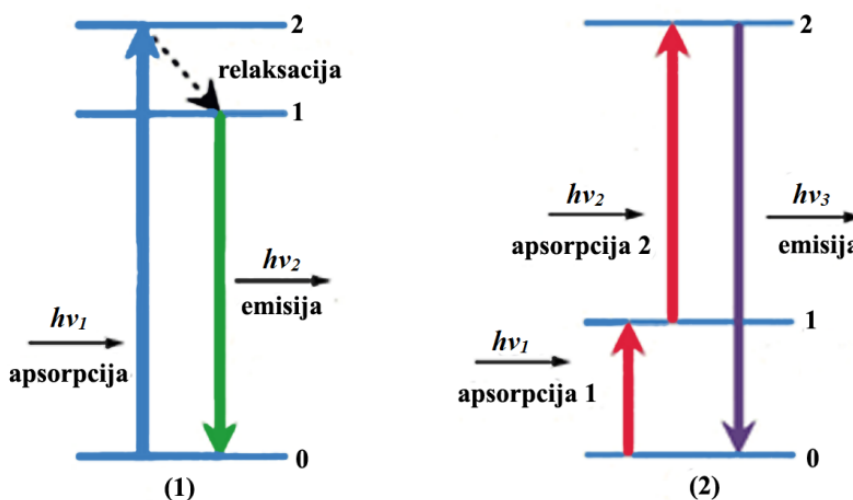 2
relaksacija
1
hν₁
apsorpcija
hν₂
emisija
0
(1)
2
hν₂
apsorpcija 2
hν₃
emisija
1
hν₁
apsorpcija 1
0
(2)